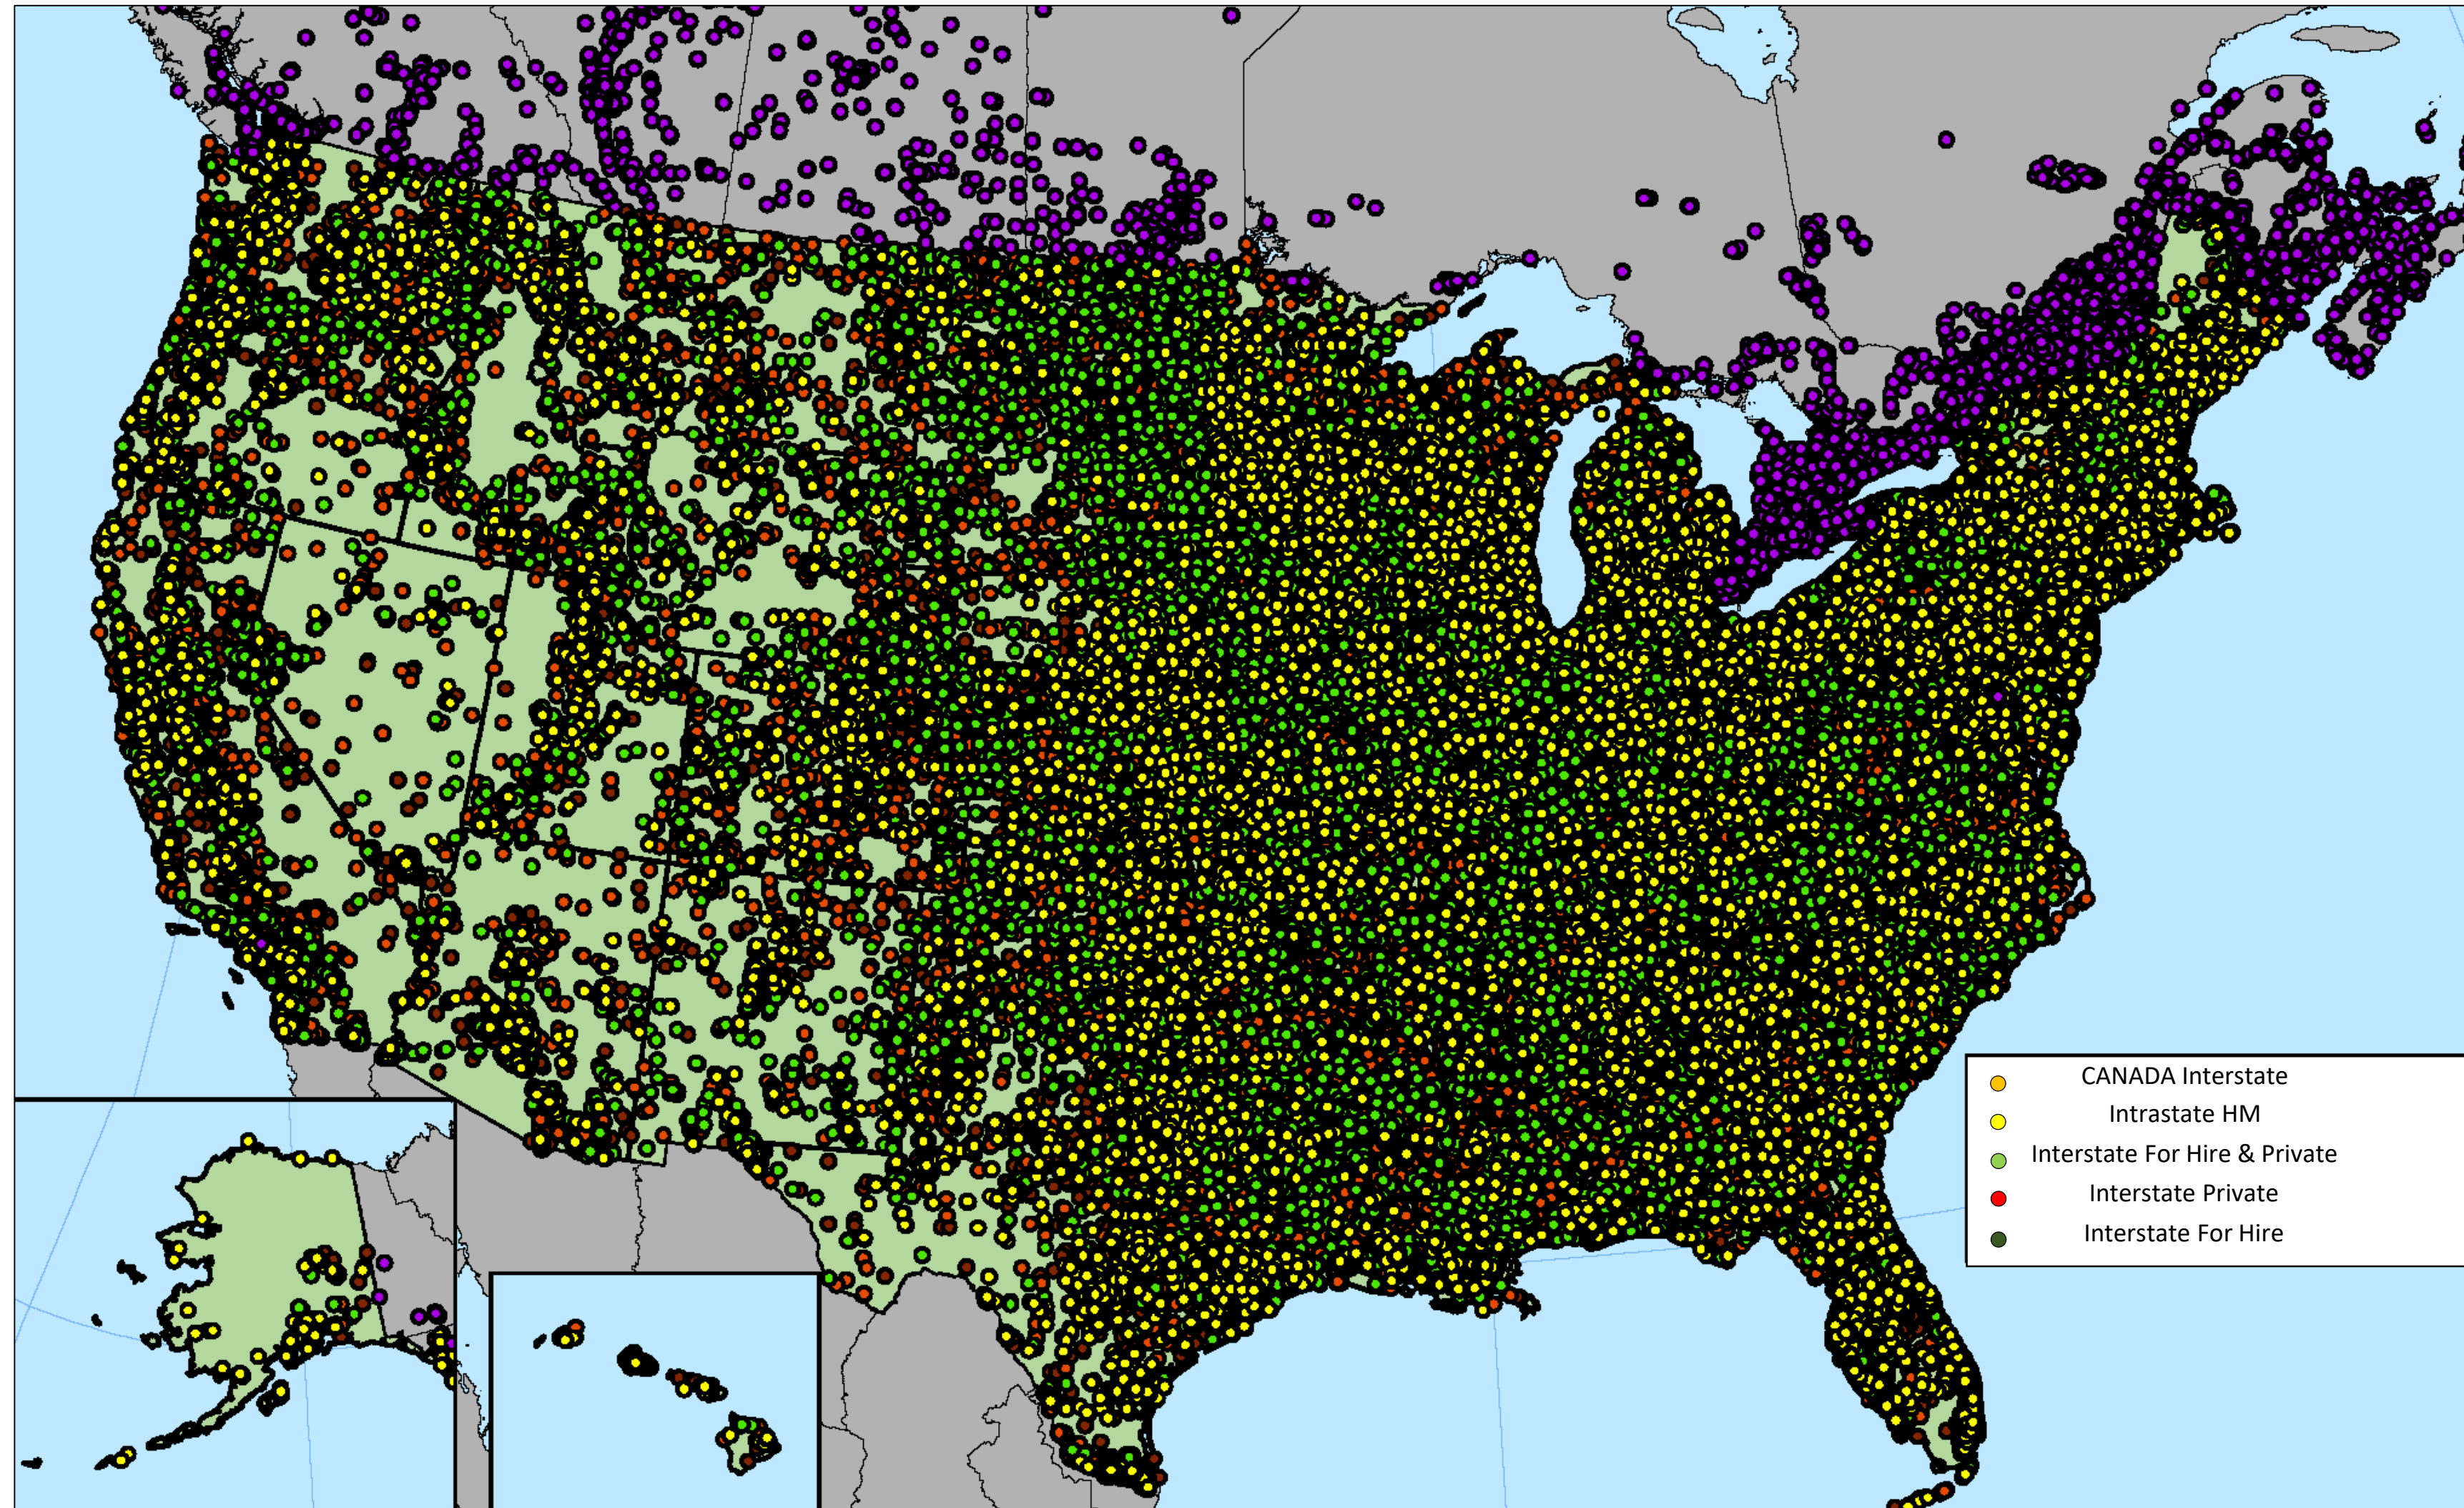 CANADA Interstate
Intrastate HM
Interstate For Hire & Private
Interstate Private
Interstate For Hire